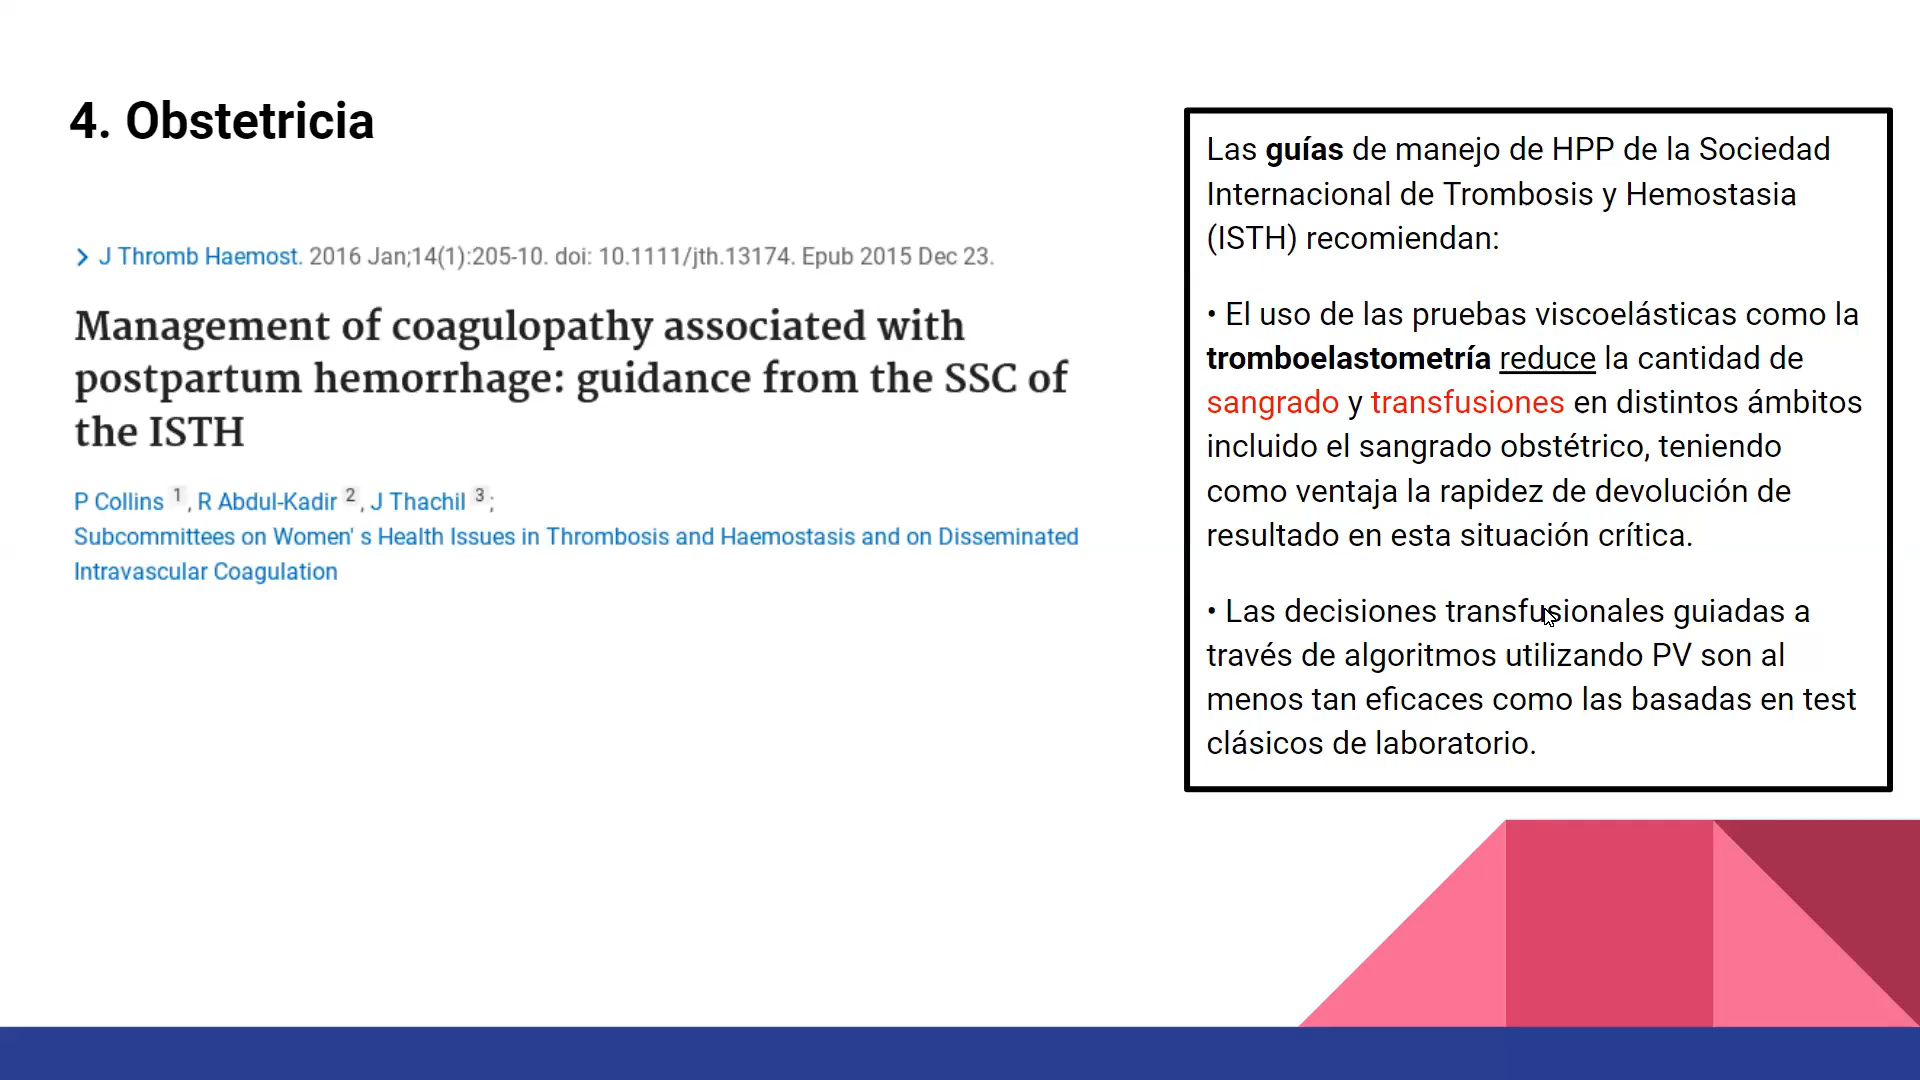 4. Obstetricia
J Thromb Haemost. 2016 Jan;14(1):205-10. doi: 10.1111/jth.13174. Epub 2015 Dec 23.
Management of coagulopathy associated with
postpartum hemorrhage: guidance from the SSC of
the ISTH
P Collins 1, R Abdul-Kadir 2, J Thachil 3;
Subcommittees on Women' s Health Issues in Thrombosis and Haemostasis and on Disseminated
Intravascular Coagulation
Las guías de manejo de HPP de la Sociedad
Internacional de Trombosis y Hemostasia
(ISTH) recomiendan:
• El uso de las pruebas viscoelásticas como la
tromboelastometría reduce la cantidad de
sangrado y transfusiones en distintos ámbitos
incluido el sangrado obstétrico, teniendo
como ventaja la rapidez de devolución de
resultado en esta situación crítica.
• Las decisiones transfusionales guiadas a
través de algoritmos utilizando PV son al
menos tan eficaces como las basadas en test
clásicos de laboratorio.